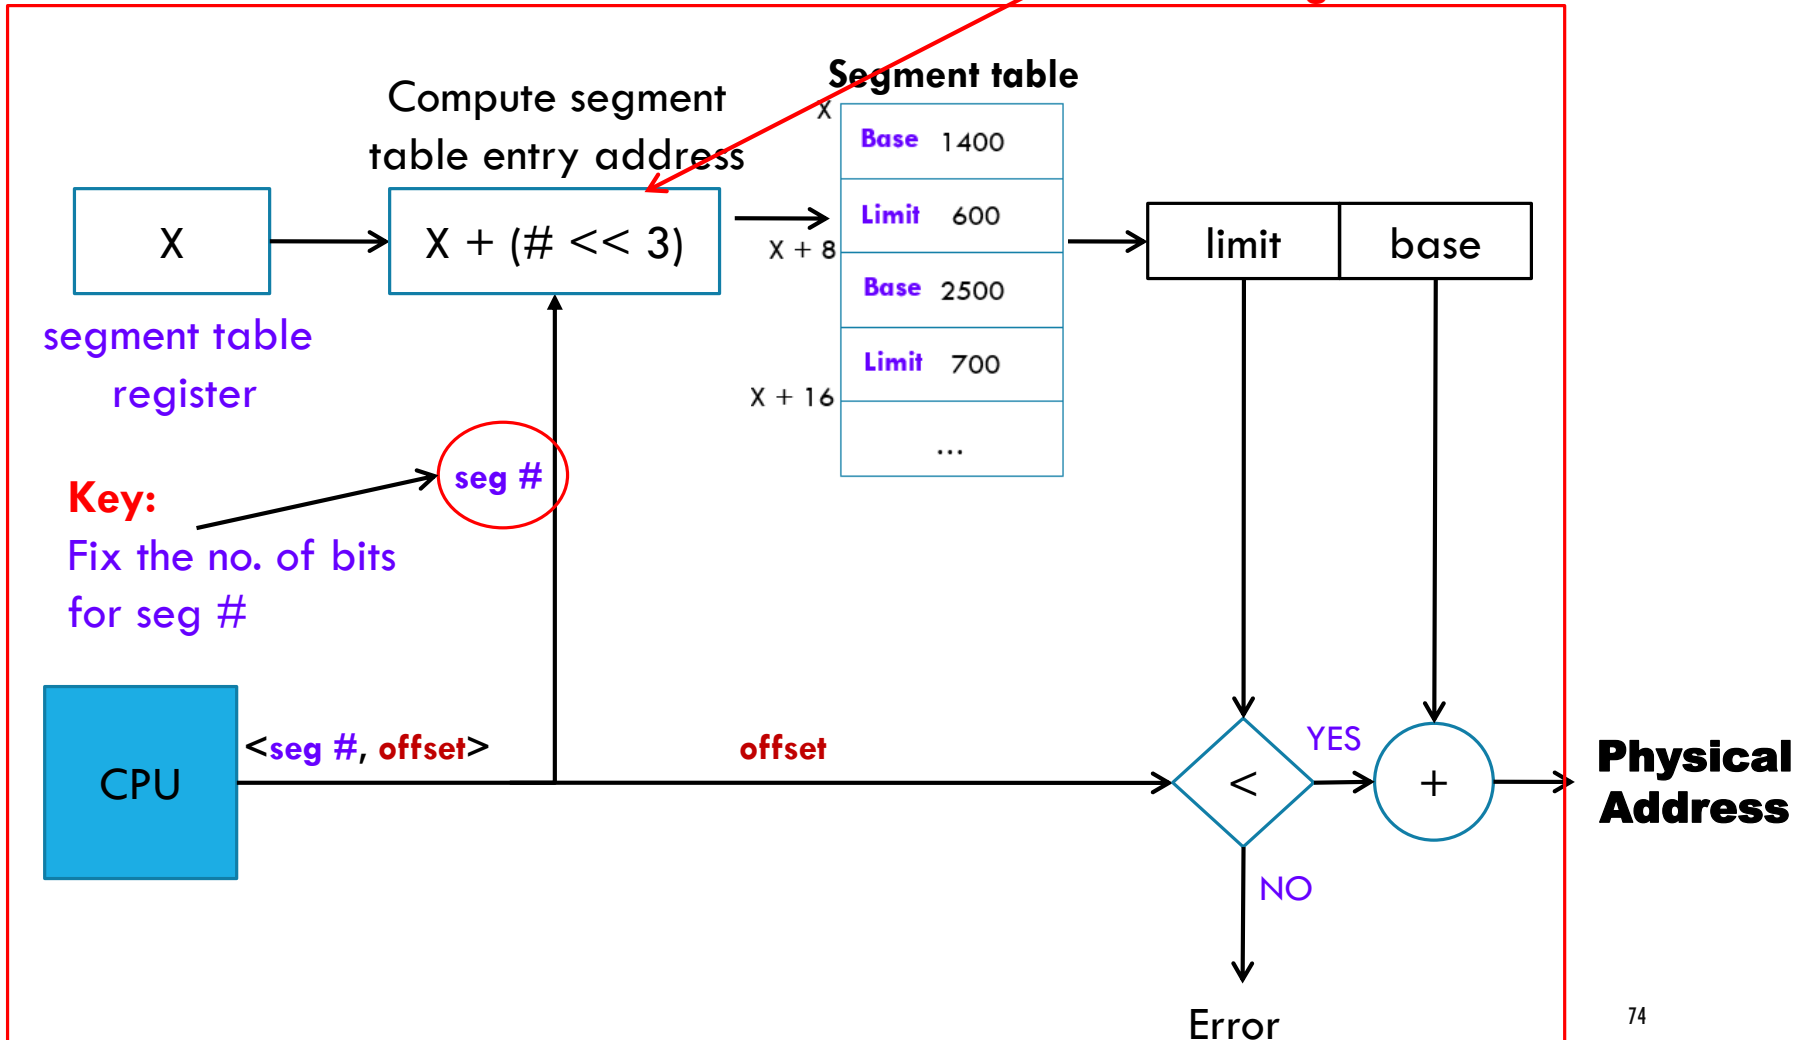 Segment table
Compute segment
table entry address
X
Base 1400
Limit 600
X + 8
Base 2500
Limit 700
X + 16
...
X
X + (# << 3)
limit
base
segment table
register
seg #
Key:
Fix the no. of bits
for seg #
CPU
<seg #, offset>
offset
<
YES
+
Physical
Address
NO
Error
74